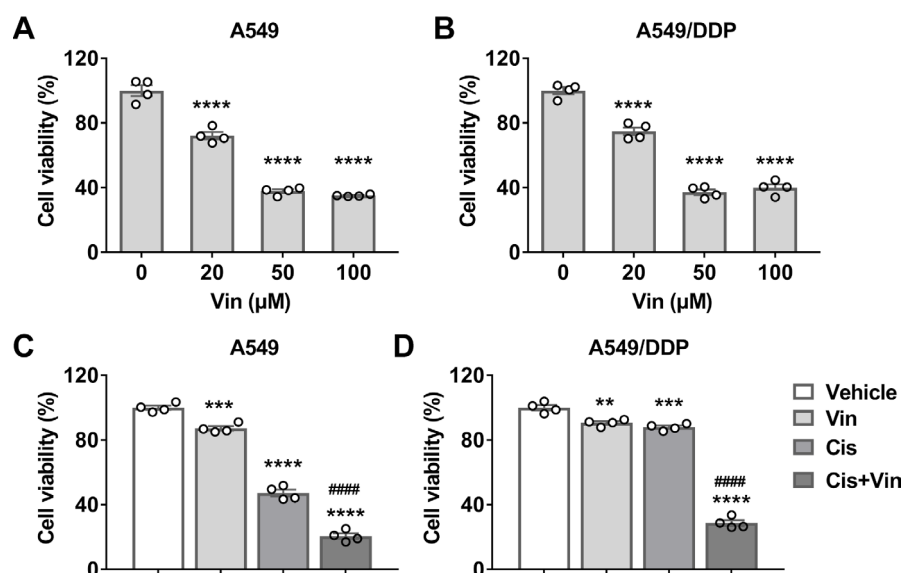 A
A549
Cell viability (%)
120
80
40
0
****
****
****
0 20 50 100
Vin (µM)
B
A549/DDP
Cell viability (%)
120
80
40
0
****
****
****
0 20 50 100
Vin (µM)
C
A549
Cell viability (%)
120
80
40
0
***
****
####
****
D
A549/DDP
Cell viability (%)
120
80
40
0
**
***
####
****
Vehicle
Vin
Cis
Cis+Vin